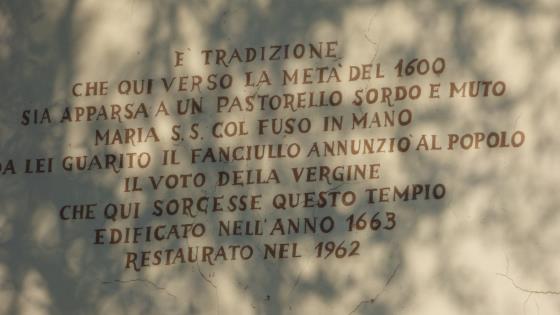 E' TRADIZIONE
CHE QUI VERSO LA METÀ DEL 1600
SIA APPARSA A UN PASTORELLO SORDO E MUTO
MARIA S.S. COL FUSO IN MANO
DA LEI GUARITO IL FANCIULLO ANNUNZIÒ AL POPOLO
IL VOTO DELLA VERGINE
CHE QUI SORGESSE QUESTO TEMPIO
EDIFICATO NELL'ANNO 1663
RESTAURATO NEL 1962